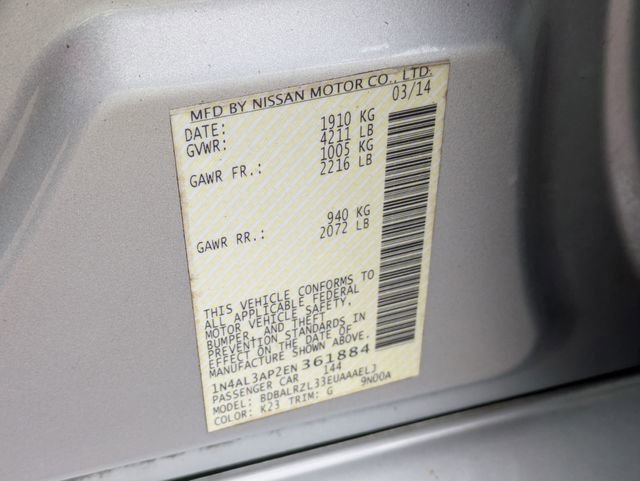 MFD BY NISSAN MOTOR CO., LTD.
DATE: 03/14
GVWR: 1910 KG
4211 LB
GAWR FR.: 1005 KG
2216 LB
GAWR RR.: 940 KG
2072 LB
THIS VEHICLE CONFORMS TO
ALL APPLICABLE FEDERAL
MOTOR VEHICLE SAFETY,
BUMPER, AND THEFT
PREVENTION STANDARDS IN
EFFECT ON THE DATE OF
MANUFACTURE SHOWN ABOVE.
1N4AL3AP2EN361884
PASSENGER CAR 144
MODEL: BDBALRZL33EUAAAELJ
COLOR: K23 TRIM: G 9N00A